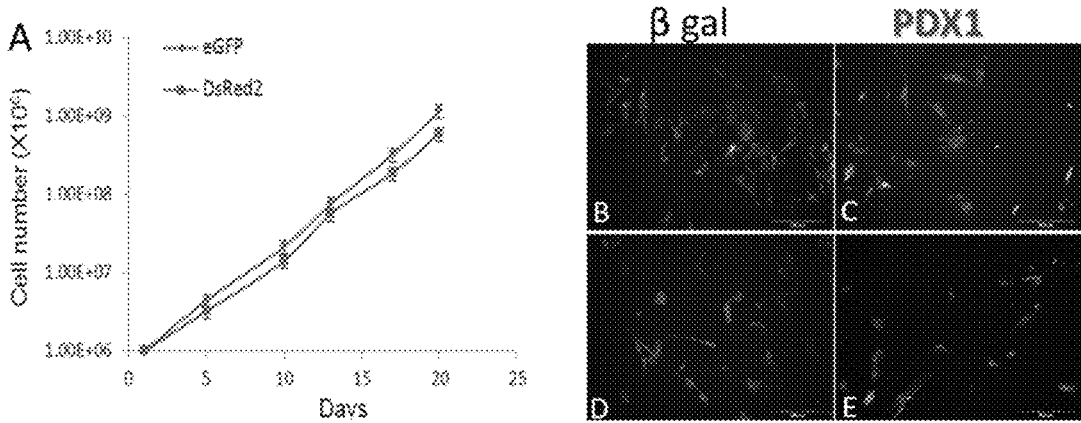 A
Cell number (X10⁶)
1.00E+10
1.00E+09
1.00E+08
1.00E+07
1.00E+06
eGFP
DsRed2
0 5 10 15 20 25
Days
β gal PDX1
B
C
D
E